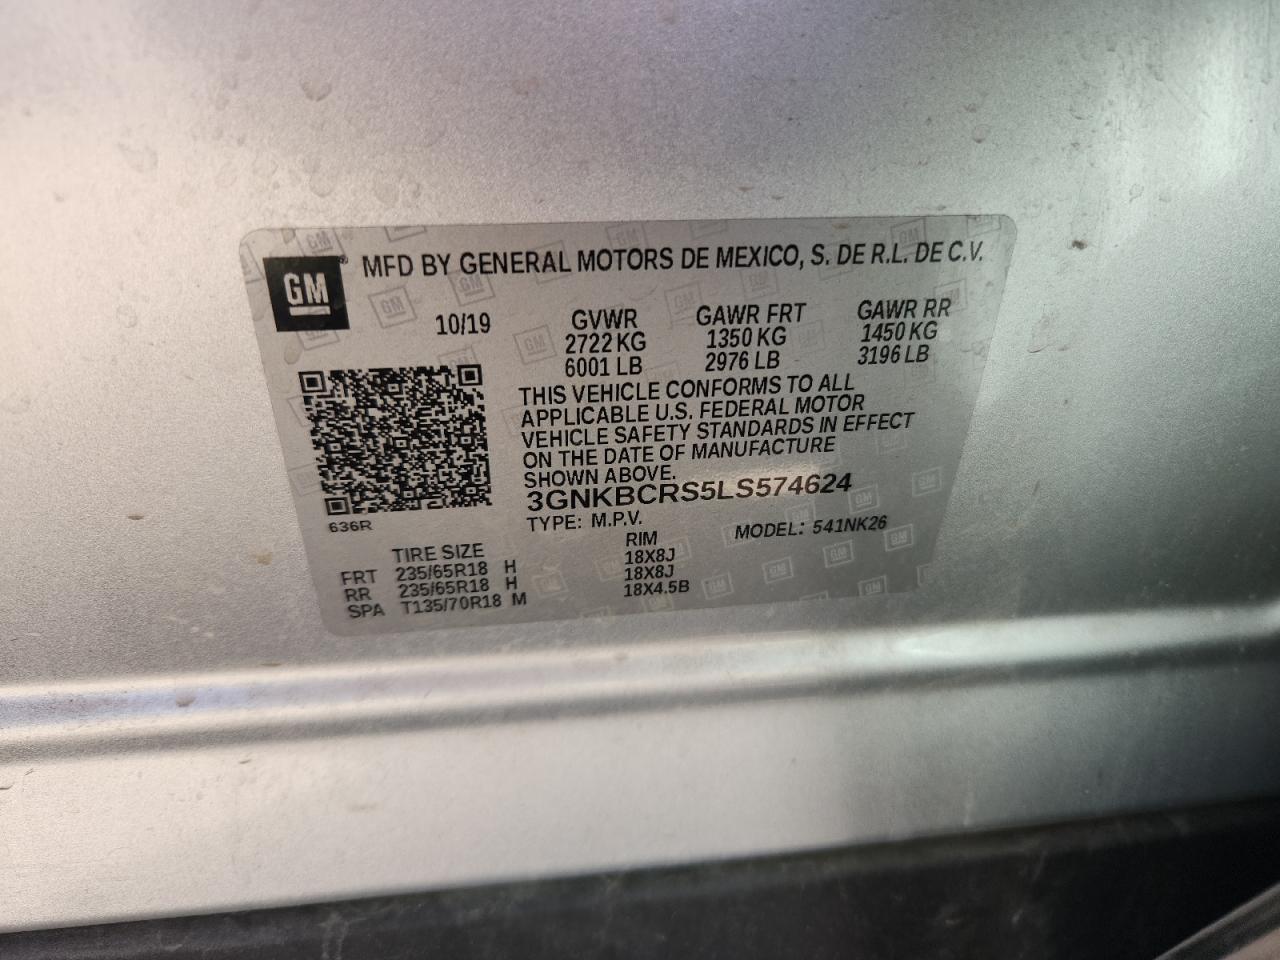 GM
MFD BY GENERAL MOTORS DE MEXICO, S. DE R.L. DE C.V.
10/19 GVWR GAWR FRT GAWR RR
2722 KG 1350 KG 1450 KG
6001 LB 2976 LB 3196 LB
THIS VEHICLE CONFORMS TO ALL
APPLICABLE U.S. FEDERAL MOTOR
VEHICLE SAFETY STANDARDS IN EFFECT
ON THE DATE OF MANUFACTURE
SHOWN ABOVE.
3GNKBCRS5LS574624
636R
TYPE: M.P.V. MODEL: 541NK26
TIRE SIZE RIM
FRT 235/65R18 H 18X8J
RR 235/65R18 H 18X8J
SPA T135/70R18 M 18X4.5B